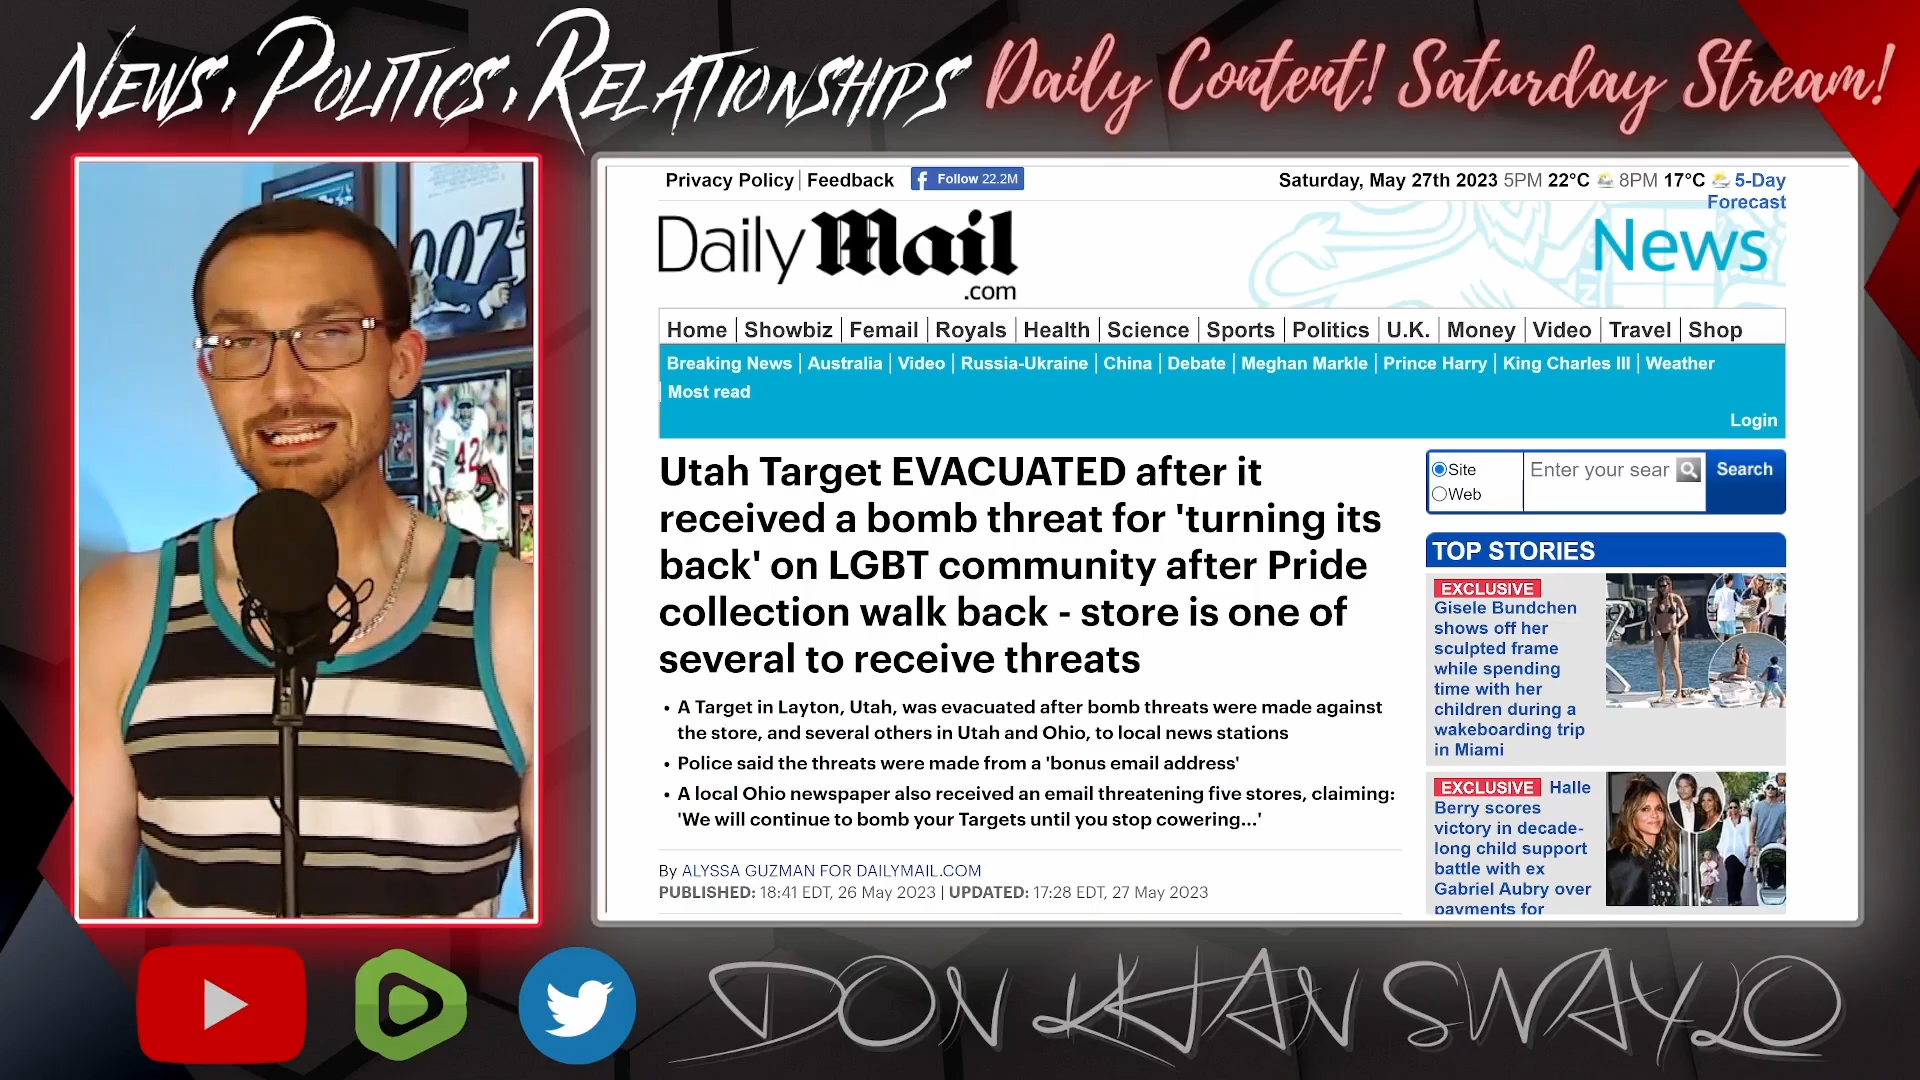 News, Politics, Relationships Daily Content! Saturday Stream!
007
42
Privacy Policy | Feedback Follow 22.2M
Saturday, May 27th 2023 5PM 22°C 8PM 17°C 5-Day
Forecast
Daily Mail
.com
News
Home | Showbiz | Femail | Royals | Health | Science | Sports | Politics | U.K. | Money | Video | Travel | Shop
Breaking News | Australia | Video | Russia-Ukraine | China | Debate | Meghan Markle | Prince Harry | King Charles III | Weather
Most read
Login
Utah Target EVACUATED after it
received a bomb threat for 'turning its
back' on LGBT community after Pride
collection walk back - store is one of
several to receive threats
• A Target in Layton, Utah, was evacuated after bomb threats were made against
the store, and several others in Utah and Ohio, to local news stations
• Police said the threats were made from a 'bonus email address'
• A local Ohio newspaper also received an email threatening five stores, claiming:
'We will continue to bomb your Targets until you stop cowering...'
By ALYSSA GUZMAN FOR DAILYMAIL.COM
PUBLISHED: 18:41 EDT, 26 May 2023 | UPDATED: 17:28 EDT, 27 May 2023
Site
Web
Enter your sear
Search
TOP STORIES
EXCLUSIVE
Gisele Bundchen
shows off her
sculpted frame
while spending
time with her
children during a
wakeboarding trip
in Miami
EXCLUSIVE Halle
Berry scores
victory in decade-
long child support
battle with ex
Gabriel Aubry over
payments for
DON KHAN SWAYLO